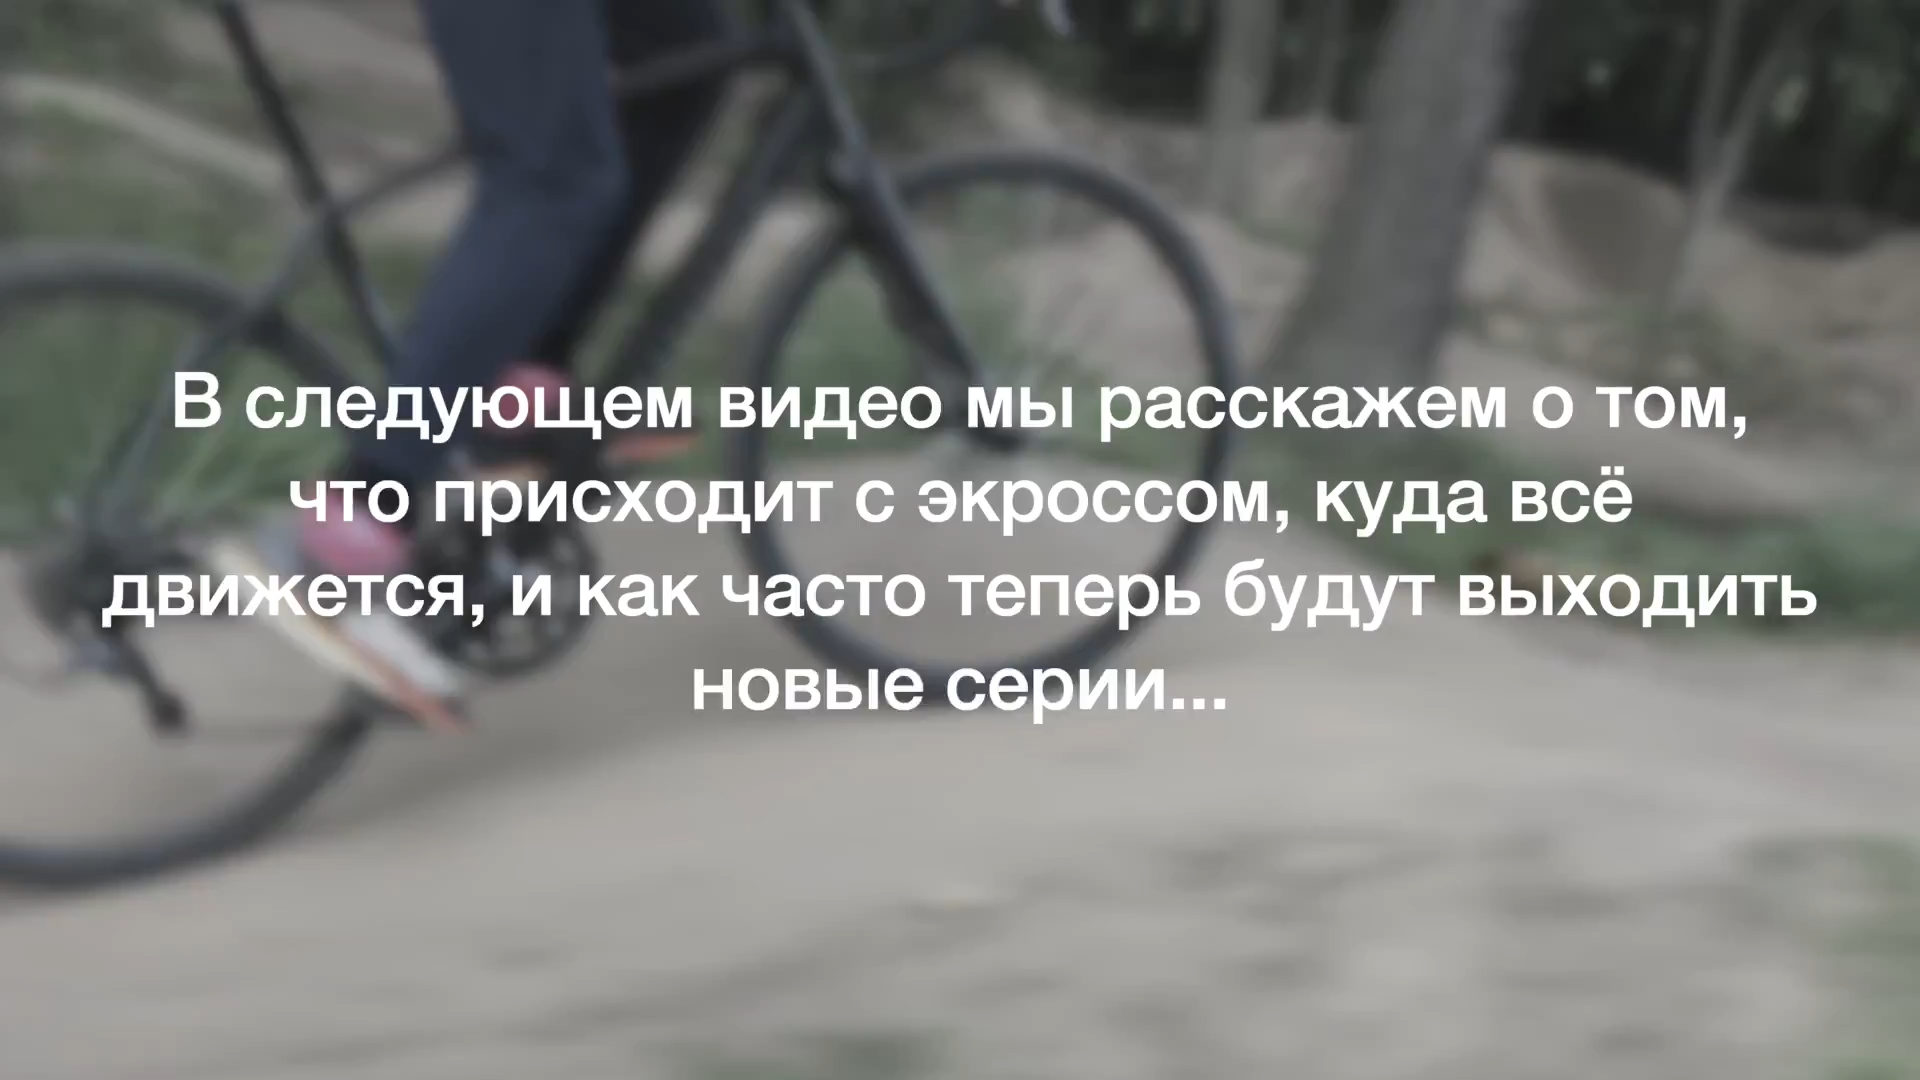 В следующем видео мы расскажем о том,
что присходит с экроссом, куда всё
движется, и как часто теперь будут выходить
новые серии...